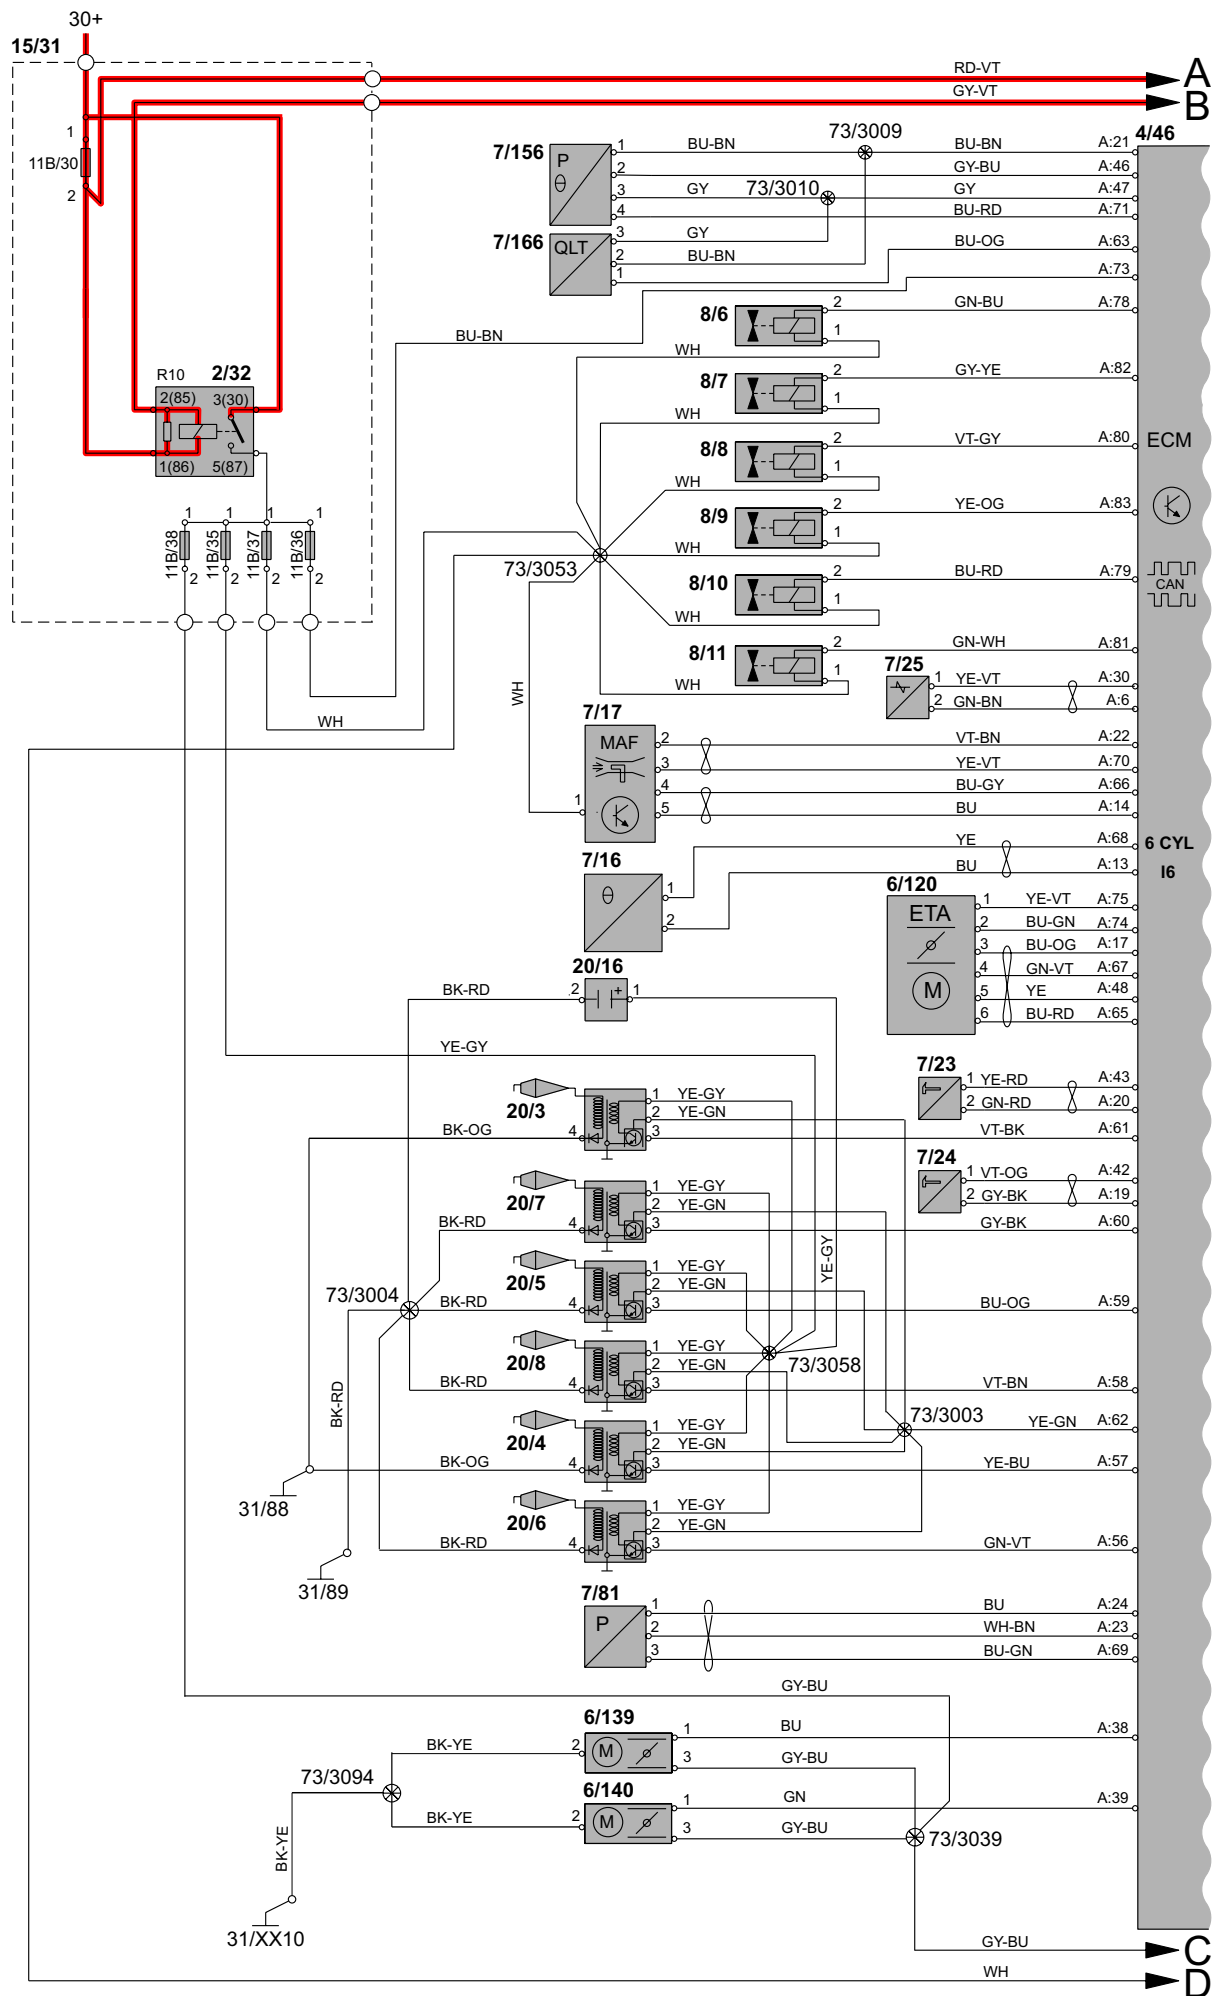 30+
15/31
RD-VT
A
GY-VT
B
1
11B/30
2
73/3009
4/46
7/156
P
θ
1
BU-BN
BU-BN
A:21
2
GY-BU
A:46
3
GY
73/3010
GY
A:47
4
BU-RD
A:71
7/166
QLT
3
GY
2
BU-BN
1
BU-OG
A:63
A:73
BU-BN
8/6
2
GN-BU
A:78
1
WH
8/7
2
GY-YE
A:82
1
WH
R10
2/32
2(85)
3(30)
1(86)
5(87)
8/8
2
VT-GY
A:80
1
WH
ECM
8/9
2
YE-OG
A:83
1
WH
73/3053
8/10
2
BU-RD
A:79
1
WH
CAN
1
1
1
1
11B/38
11B/35
11B/37
11B/36
2
2
2
2
8/11
2
GN-WH
A:81
1
WH
7/25
1
YE-VT
A:30
2
GN-BN
A:6
WH
WH
7/17
MAF
2
VT-BN
A:22
3
YE-VT
A:70
4
BU-GY
A:66
1
5
BU
A:14
YE
A:68
6 CYL
7/16
θ
1
2
BU
A:13
I6
6/120
ETA
M
1
YE-VT
A:75
2
BU-GN
A:74
3
BU-OG
A:17
4
GN-VT
A:67
5
YE
A:48
6
BU-RD
A:65
20/16
BK-RD
2
+
1
YE-GY
7/23
1
YE-RD
A:43
2
GN-RD
A:20
20/3
1
YE-GY
2
YE-GN
BK-OG
4
3
VT-BK
A:61
7/24
1
VT-OG
A:42
2
GY-BK
A:19
20/7
1
YE-GY
2
YE-GN
BK-RD
4
3
GY-BK
A:60
YE-GY
20/5
1
YE-GY
2
YE-GN
73/3004
BK-RD
4
3
BU-OG
A:59
20/8
1
YE-GY
73/3058
2
YE-GN
BK-RD
4
3
VT-BN
A:58
BK-RD
73/3003
YE-GN
A:62
20/4
1
YE-GY
2
YE-GN
BK-OG
4
3
YE-BU
A:57
31/88
20/6
1
YE-GY
2
YE-GN
BK-RD
4
3
GN-VT
A:56
31/89
7/81
P
1
BU
A:24
2
WH-BN
A:23
3
BU-GN
A:69
GY-BU
6/139
M
1
BU
A:38
BK-YE
2
3
GY-BU
73/3094
6/140
M
1
GN
A:39
BK-YE
2
3
GY-BU
73/3039
BK-YE
31/XX10
GY-BU
C
WH
D